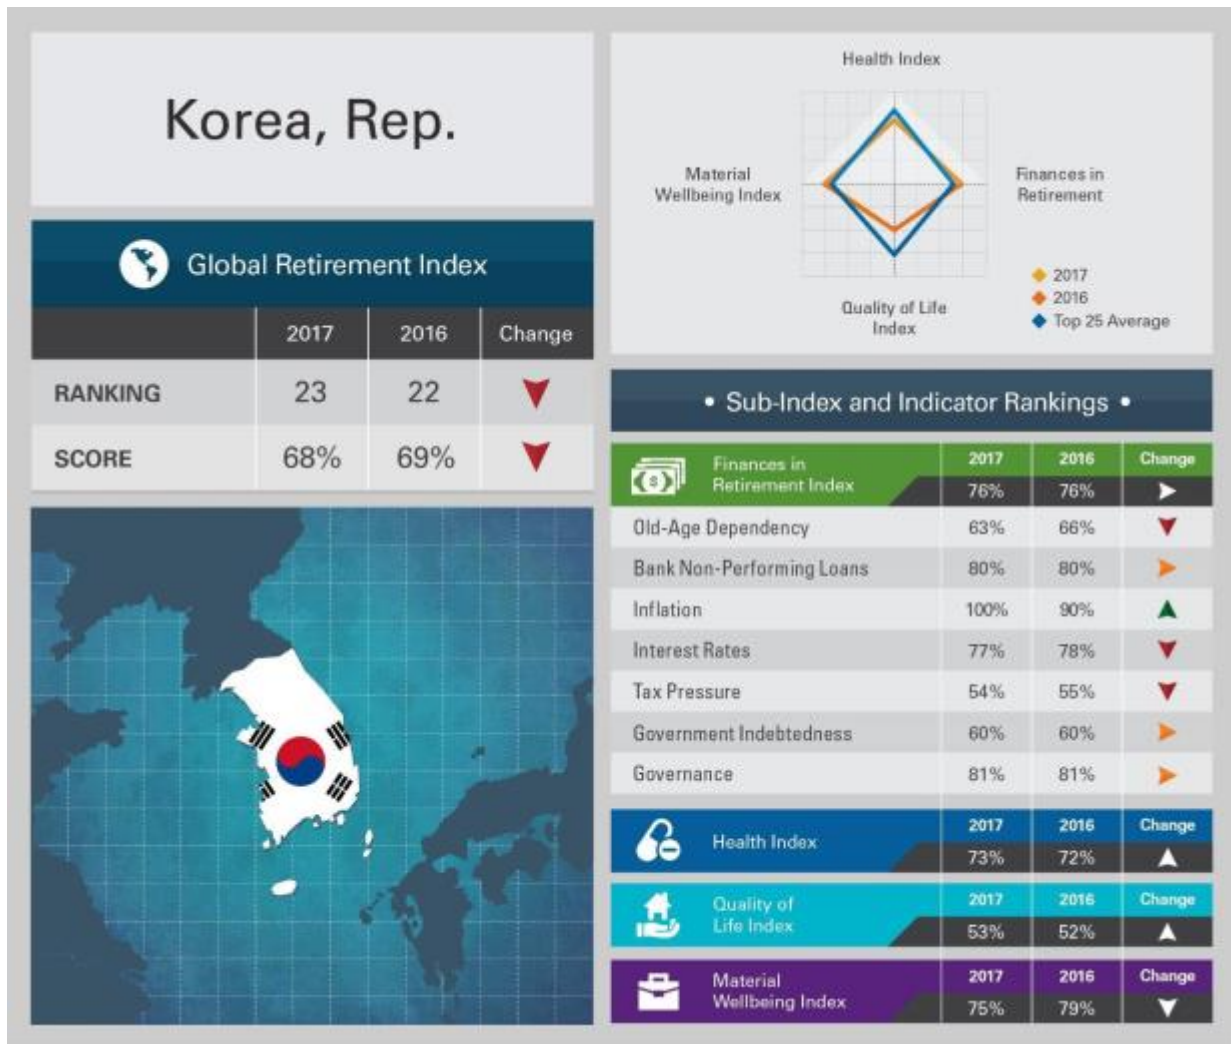 Korea, Rep.
Global Retirement Index
2017 2016 Change
RANKING 23 22
SCORE 68% 69%
Health Index
Material
Wellbeing Index
Finances in
Retirement
Quality of Life
Index
2017
2016
Top 25 Average
• Sub-Index and Indicator Rankings •
Finances in
Retirement Index
2017 2016 Change
76% 76%
Old-Age Dependency 63% 66%
Bank Non-Performing Loans 80% 80%
Inflation 100% 90%
Interest Rates 77% 78%
Tax Pressure 54% 55%
Government Indebtedness 60% 60%
Governance 81% 81%
Health Index
2017 2016 Change
73% 72%
Quality of
Life Index
2017 2016 Change
53% 52%
Material
Wellbeing Index
2017 2016 Change
75% 79%